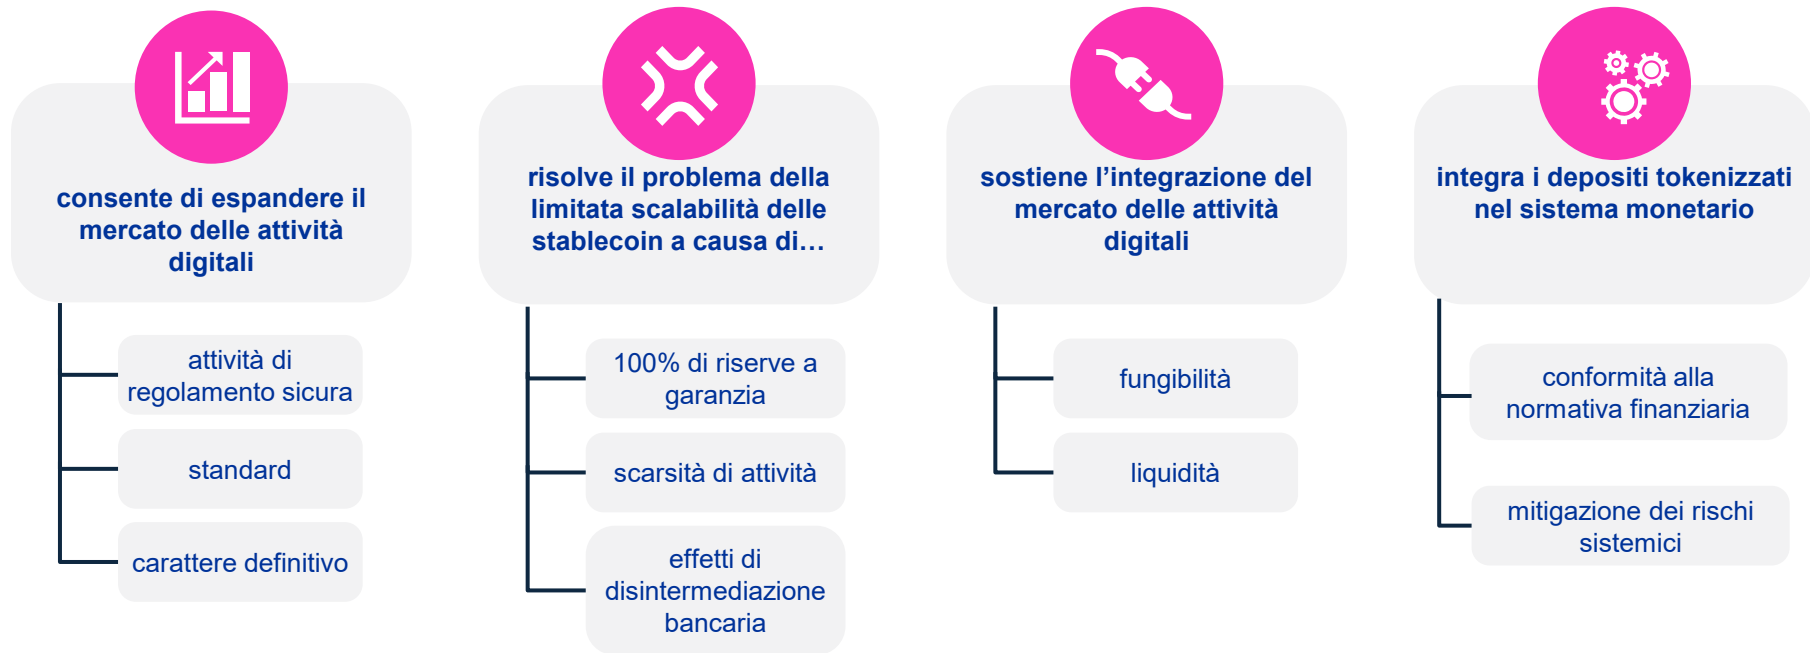 consente di espandere il
mercato delle attività
digitali
attività di
regolamento sicura
standard
carattere definitivo
risolve il problema della
limitata scalabilità delle
stablecoin a causa di…
100% di riserve a
garanzia
scarsità di attività
effetti di
disintermediazione
bancaria
sostiene l’integrazione del
mercato delle attività
digitali
fungibilità
liquidità
integra i depositi tokenizzati
nel sistema monetario
conformità alla
normativa finanziaria
mitigazione dei rischi
sistemici